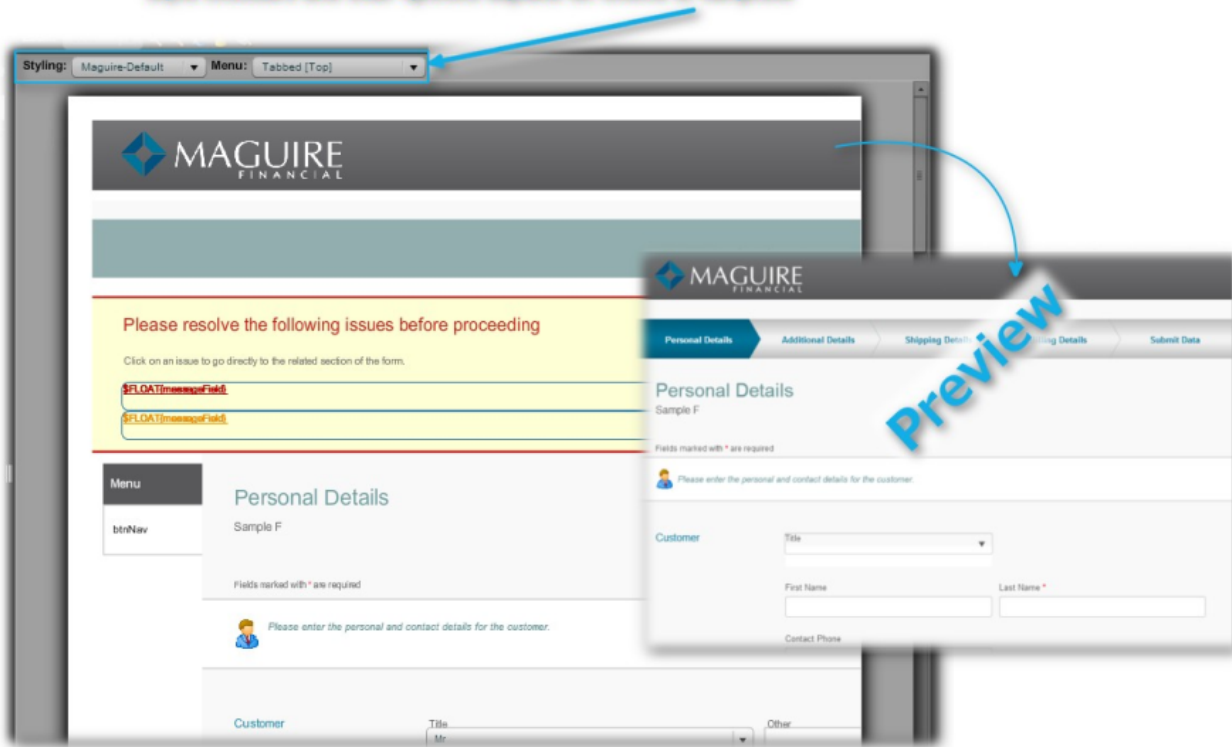 Styling: Maguire-Default Menu: Tabbed [Top]
MAGUIRE
FINANCIAL
Please resolve the following issues before proceeding
Click on an issue to go directly to the related section of the form.
$FLOAT{messageField}
$FLOAT{messageField}
Menu
btnNav
Personal Details
Sample F
Fields marked with * are required
Please enter the personal and contact details for the customer.
Customer
Title
Mr
Other
MAGUIRE
FINANCIAL
Personal Details Additional Details Shipping Details Details Submit Data
Preview
Personal Details
Sample F
Fields marked with * are required
Please enter the personal and contact details for the customer.
Customer
Title
First Name Last Name *
Contact Phone